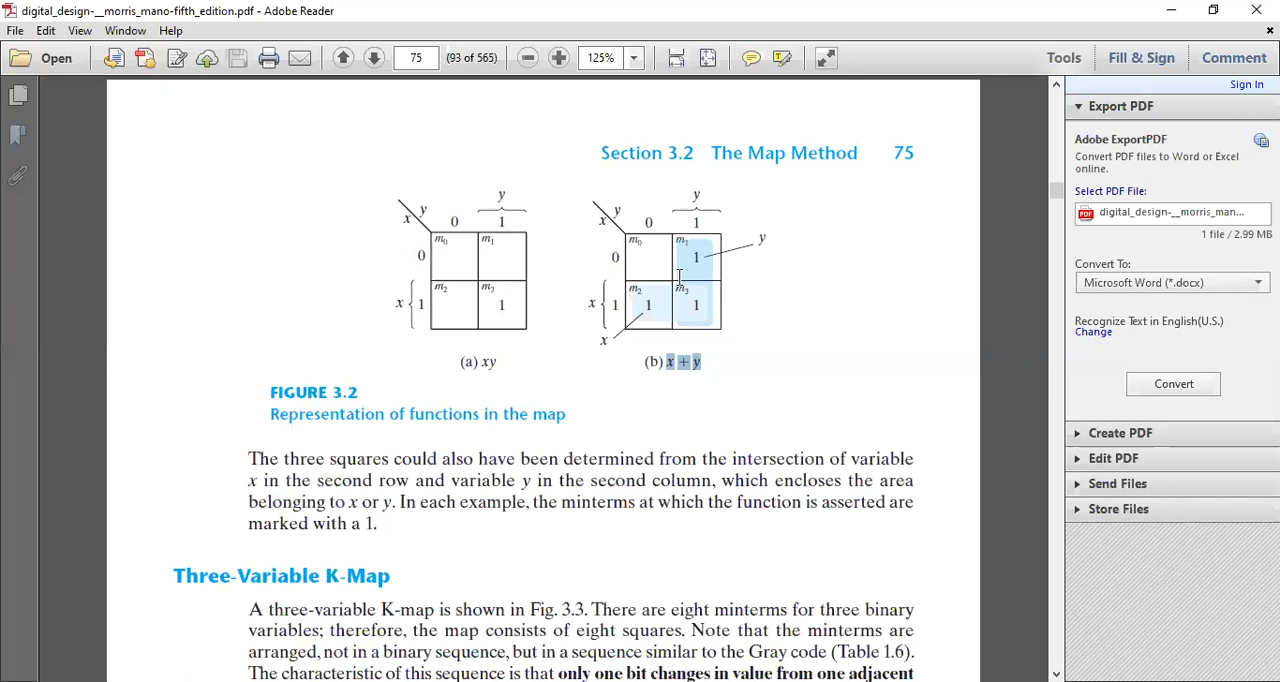 digital_design-__morris_mano-fifth_edition.pdf - Adobe Reader
File Edit View Window Help
Open 75 (93 of 565) 125% Tools Fill & Sign Comment
Sign In
Export PDF
Adobe ExportPDF
Convert PDF files to Word or Excel
online.
Select PDF File:
digital_design-__morris_mano...
1 file / 2.99 MB
Convert To:
Microsoft Word (*.docx)
Recognize Text in English(U.S.)
Change
Convert
Create PDF
Edit PDF
Send Files
Store Files
Section 3.2 The Map Method 75
y
x y 0 1
0 m0 m1
x 1 m2 m3 1
(a) xy
y
x y 0 1
0 m0 m1 1 y
x 1 m2 1 m3 1
x
(b) x + y
FIGURE 3.2
Representation of functions in the map
The three squares could also have been determined from the intersection of variable
x in the second row and variable y in the second column, which encloses the area
belonging to x or y. In each example, the minterms at which the function is asserted are
marked with a 1.
Three-Variable K-Map
A three-variable K-map is shown in Fig. 3.3. There are eight minterms for three binary
variables; therefore, the map consists of eight squares. Note that the minterms are
arranged, not in a binary sequence, but in a sequence similar to the Gray code (Table 1.6).
The characteristic of this sequence is that only one bit changes in value from one adjacent